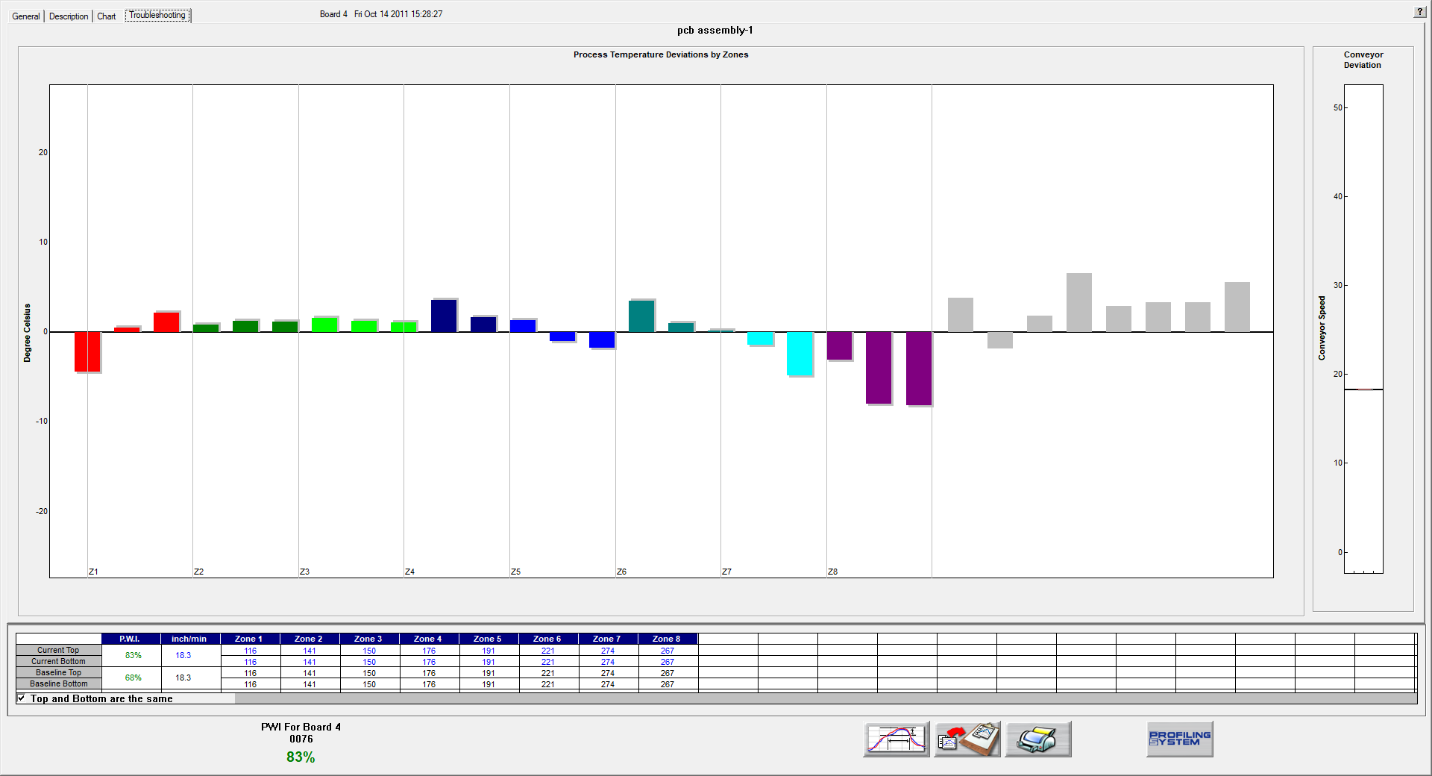 General Description Chart Troubleshooting Board 4 Fri Oct 14 2011 15:28:27 ?
pcb assembly-1
Process Temperature Deviations by Zones
Conveyor
Deviation
20
10
0
-10
-20
Degree Celsius
Z1 Z2 Z3 Z4 Z5 Z6 Z7 Z8
50
40
30
20
10
0
Conveyor Speed
P.W.I. inch/min Zone 1 Zone 2 Zone 3 Zone 4 Zone 5 Zone 6 Zone 7 Zone 8
Current Top 83% 18.3 116 141 150 176 191 221 274 267
Current Bottom 116 141 150 176 191 221 274 267
Baseline Top 68% 18.3 116 141 150 176 191 221 274 267
Baseline Bottom 116 141 150 176 191 221 274 267
Top and Bottom are the same
PWI For Board 4
0076
83%
PROFILING
SYSTEM